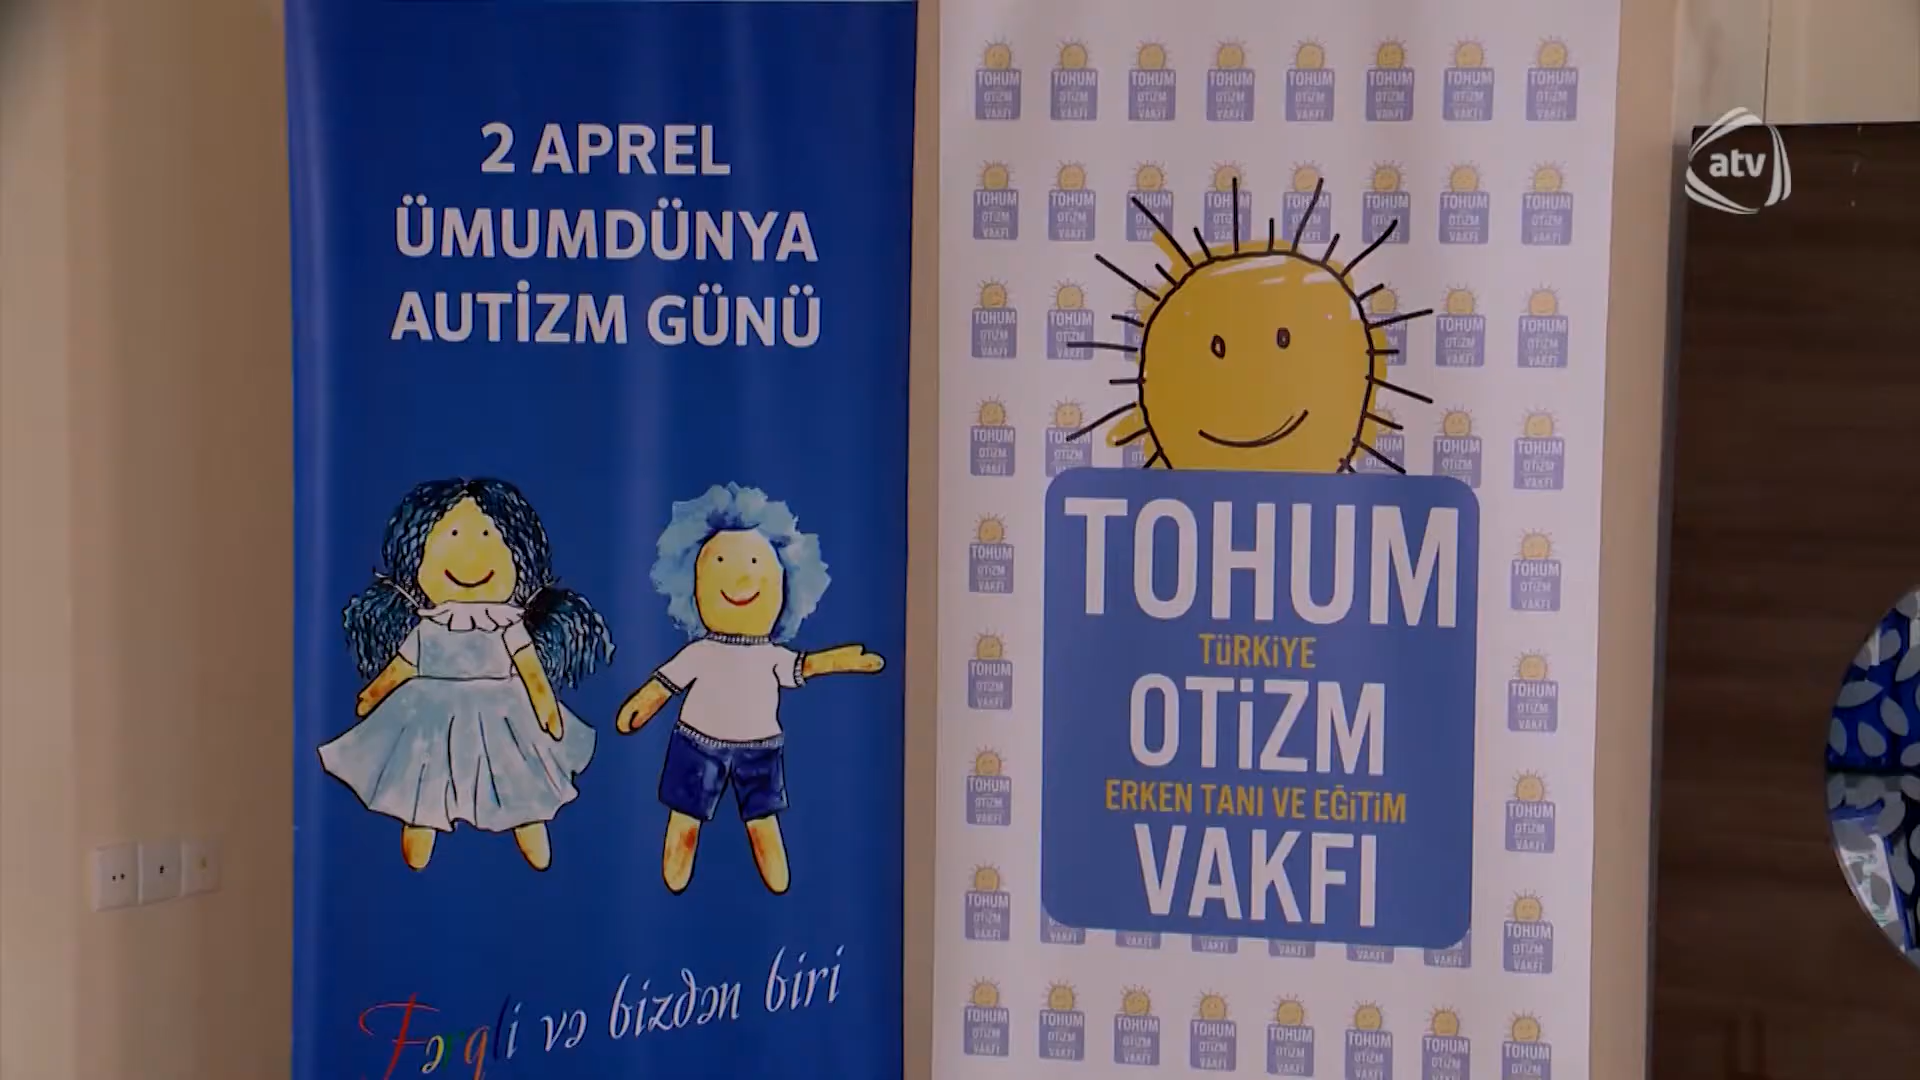 2 APREL
ÜMUMDÜNYA
AUTİZM GÜNÜ
Fərqli və bizdən biri
TOHUM
TÜRKİYE
OTİZM
ERKEN TANI VE EĞİTİM
VAKFI
atv